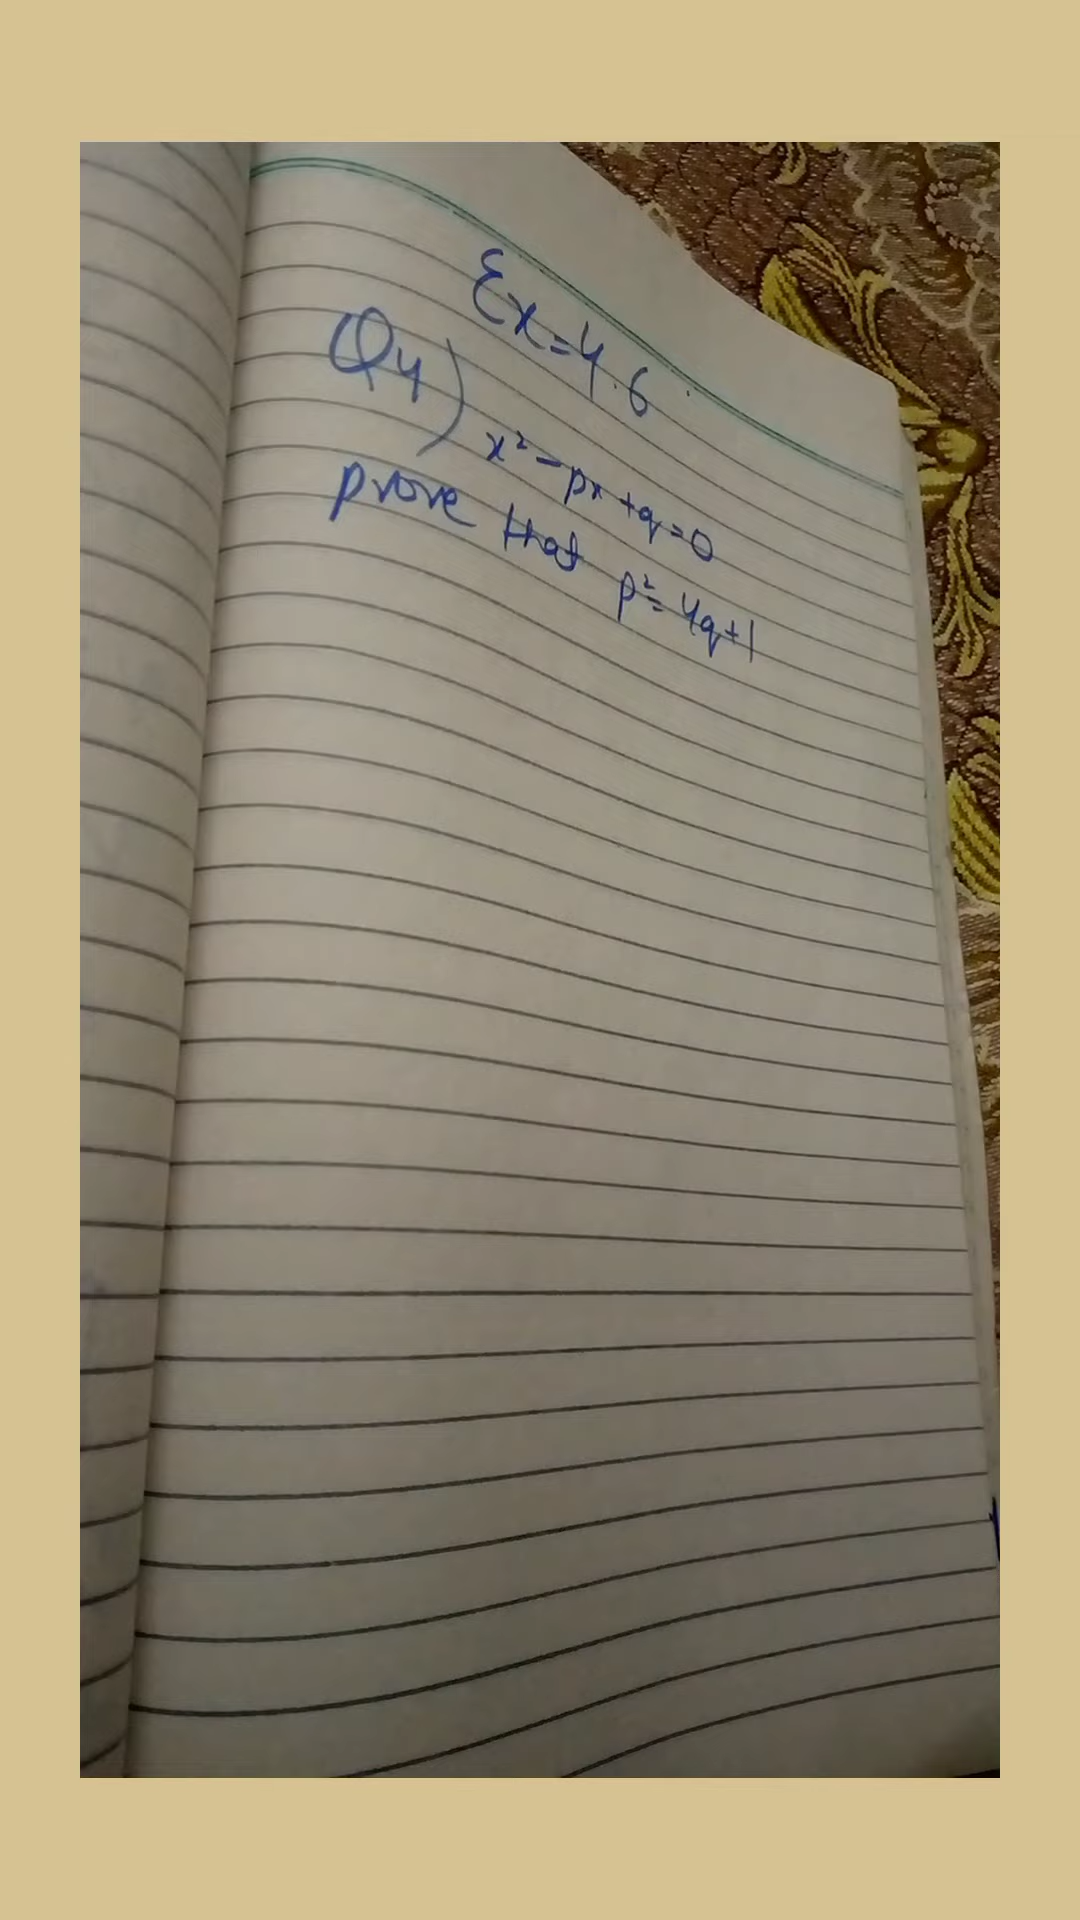 Ex=4.6.
Q4) x²-px+q=0
prove that p²=4q+1